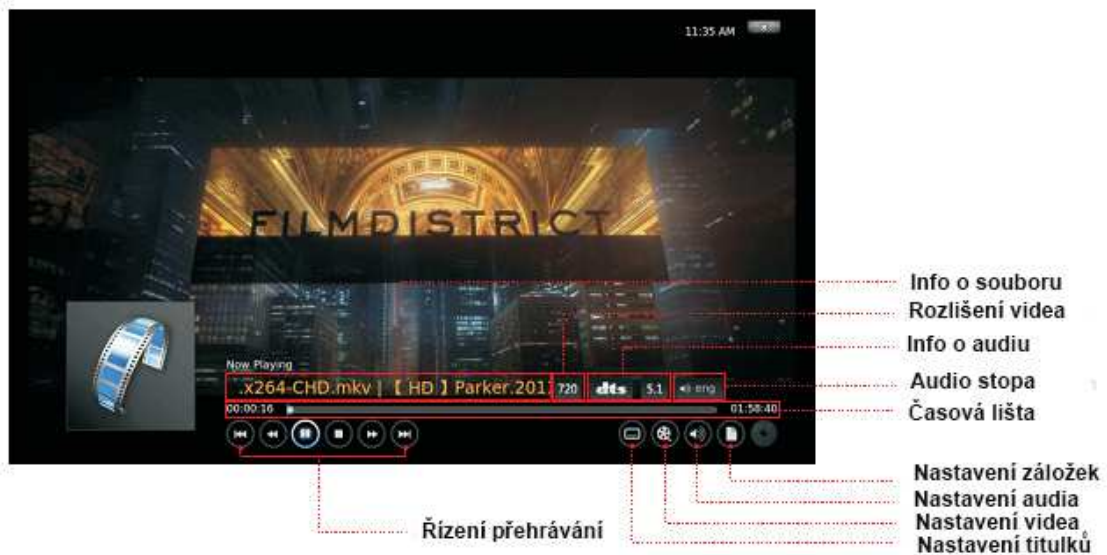 11:35 AM
FILMDISTRICT
Info o souboru
Rozlišení videa
Info o audiu
Now Playing
.x264-CHD.mkv | 【 HD 】 Parker.201
720
dts
5.1
eng
Audio stopa
00:00:16
01:58:40
Časová lišta
Nastavení záložek
Nastavení audia
Nastavení videa
Nastavení titulků
Řízení přehrávání